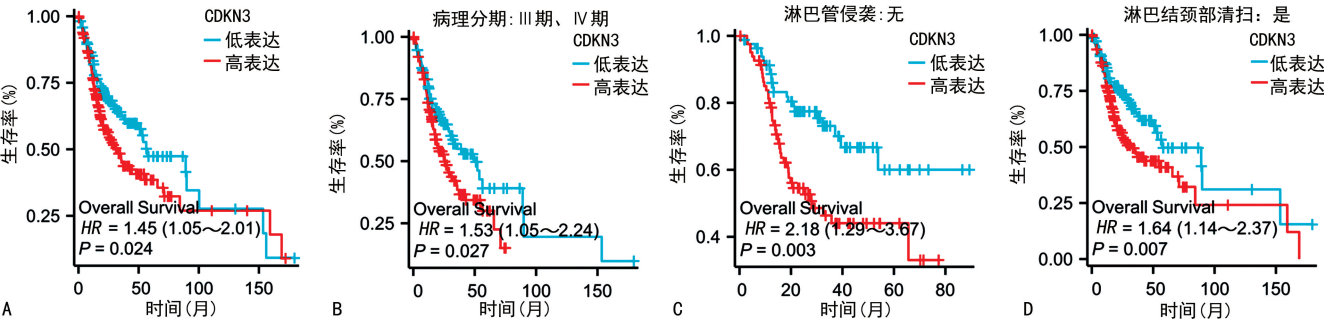 A
CDKN3
低表达
高表达
生存率(%)
1.00
0.75
0.50
0.25
Overall Survival
HR = 1.45 (1.05～2.01)
P = 0.024
0 50 100 150
时间(月)
B
病理分期:Ⅲ期、Ⅳ期
CDKN3
低表达
高表达
生存率(%)
1.00
0.75
0.50
0.25
Overall Survival
HR = 1.53 (1.05～2.24)
P = 0.027
0 50 100 150
时间(月)
C
淋巴管侵袭:无
CDKN3
低表达
高表达
生存率(%)
1.0
0.8
0.6
0.4
Overall Survival
HR = 2.18 (1.29～3.67)
P = 0.003
0 20 40 60 80
时间(月)
D
淋巴结颈部清扫：是
CDKN3
低表达
高表达
生存率(%)
1.00
0.75
0.50
0.25
0.00
Overall Survival
HR = 1.64 (1.14～2.37)
P = 0.007
0 50 100 150
时间(月)